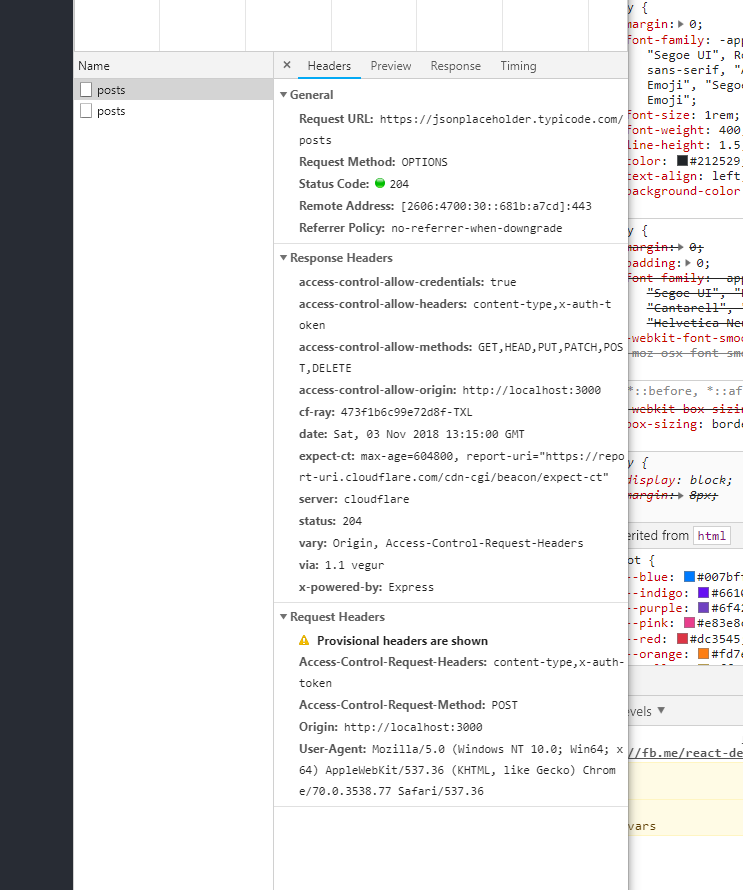 Name
posts
posts
× Headers Preview Response Timing
General
Request URL: https://jsonplaceholder.typicode.com/
posts
Request Method: OPTIONS
Status Code: 204
Remote Address: [2606:4700:30::681b:a7cd]:443
Referrer Policy: no-referrer-when-downgrade
Response Headers
access-control-allow-credentials: true
access-control-allow-headers: content-type,x-auth-t
oken
access-control-allow-methods: GET,HEAD,PUT,PATCH,POS
T,DELETE
access-control-allow-origin: http://localhost:3000
cf-ray: 473f1b6c99e72d8f-TXL
date: Sat, 03 Nov 2018 13:15:00 GMT
expect-ct: max-age=604800, report-uri="https://repo
rt-uri.cloudflare.com/cdn-cgi/beacon/expect-ct"
server: cloudflare
status: 204
vary: Origin, Access-Control-Request-Headers
via: 1.1 vegur
x-powered-by: Express
Request Headers
Provisional headers are shown
Access-Control-Request-Headers: content-type,x-auth-
token
Access-Control-Request-Method: POST
Origin: http://localhost:3000
User-Agent: Mozilla/5.0 (Windows NT 10.0; Win64; x
64) AppleWebKit/537.36 (KHTML, like Gecko) Chrom
e/70.0.3538.77 Safari/537.36
y {
margin: 0;
font-family: -app
"Segoe UI", Ro
sans-serif, "A
Emoji", "Segoe
Emoji";
font-size: 1rem;
font-weight: 400
line-height: 1.5
color: #212529
text-align: left
background-color
y {
margin: 0;
padding: 0;
font-family: -app
"Segoe UI", "
"Cantarell", "
"Helvetica Neu
-webkit-font-smoo
moz osx font smo
*::before, *::af
webkit box sizin
box-sizing: borde
y {
display: block;
margin: 8px;
erited from html
ot {
--blue: #007bff
--indigo: #6610
--purple: #6f42
--pink: #e83e8c
--red: #dc3545
--orange: #fd7e
evels
//fb.me/react-de
vars